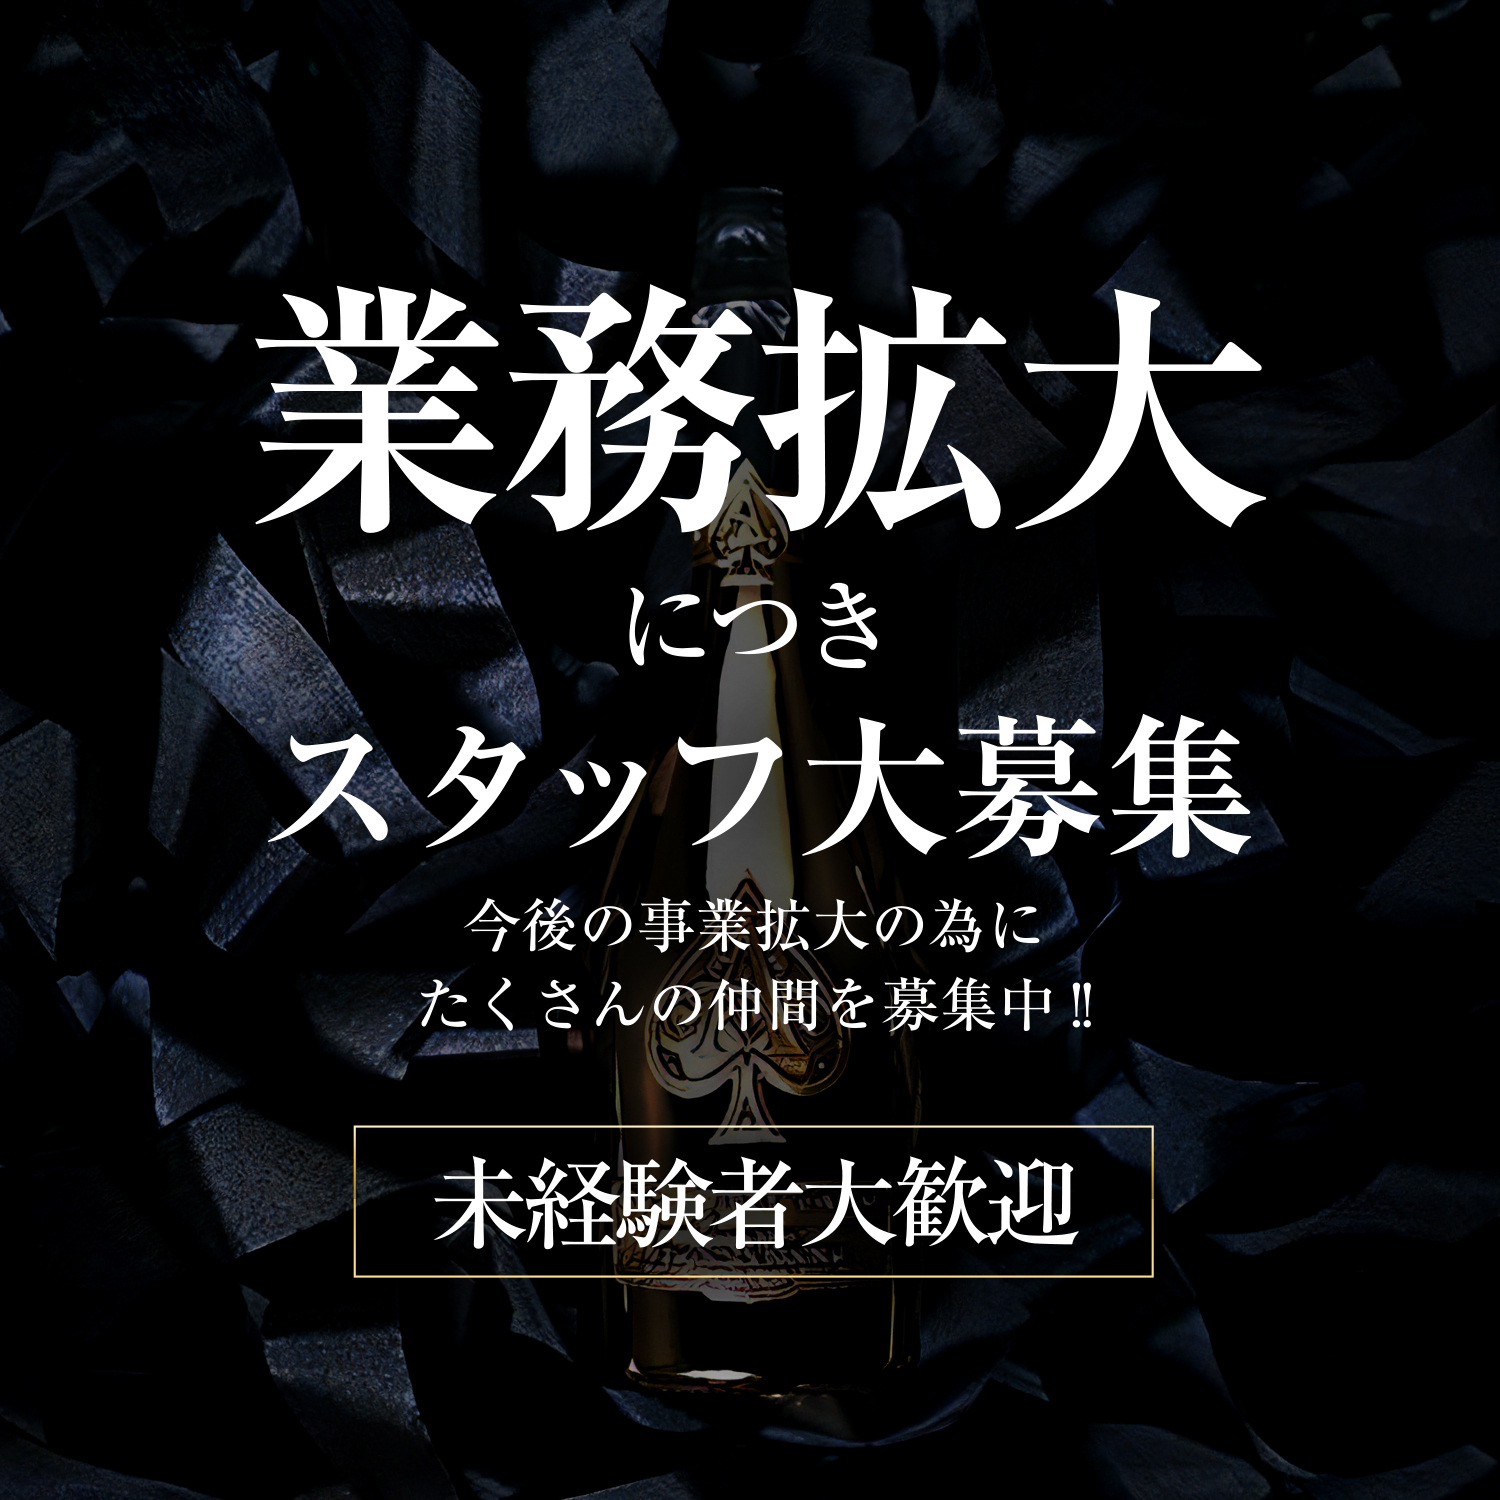 業務拡大
につき
スタッフ大募集
今後の事業拡大の為に
たくさんの仲間を募集中‼
未経験者大歓迎